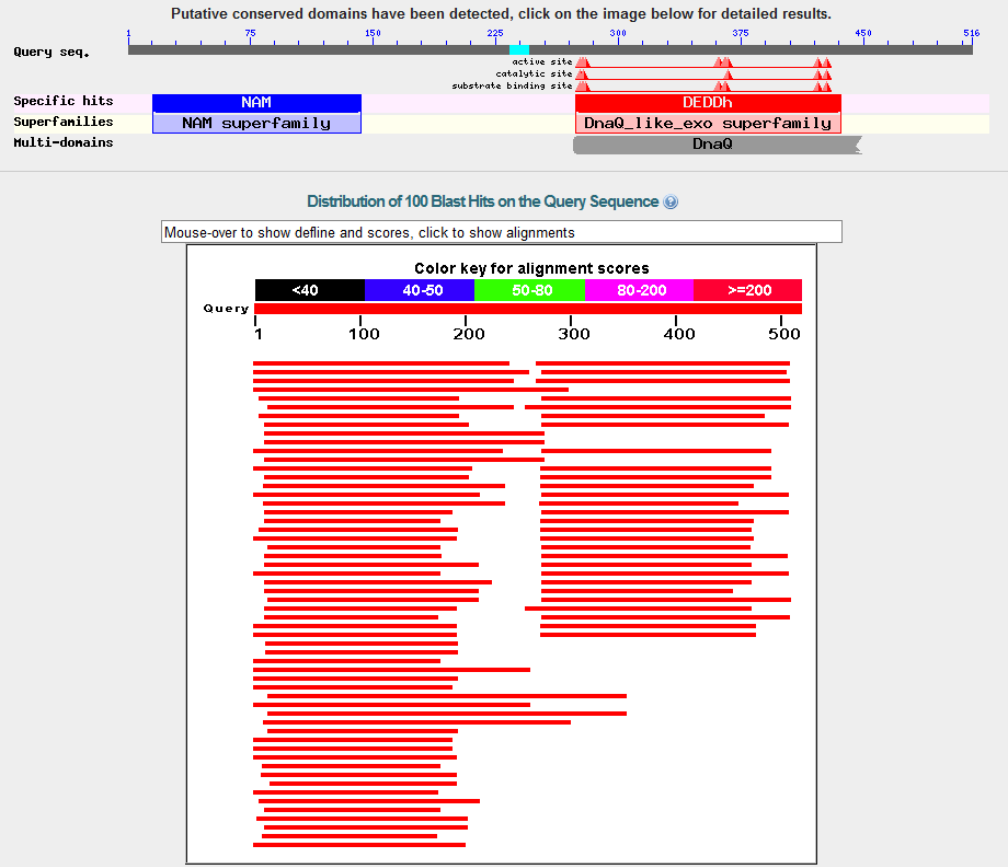 Putative conserved domains have been detected, click on the image below for detailed results.
1 75 150 225 300 375 450 516
Query seq.
active site
catalytic site
substrate binding site
Specific hits NAM DEDDh
Superfamilies NAM superfamily DnaQ_like_exo superfamily
Multi-domains DnaQ
Distribution of 100 Blast Hits on the Query Sequence ?
Mouse-over to show defline and scores, click to show alignments
Color key for alignment scores
<40 40-50 50-80 80-200 >=200
Query
1 100 200 300 400 500